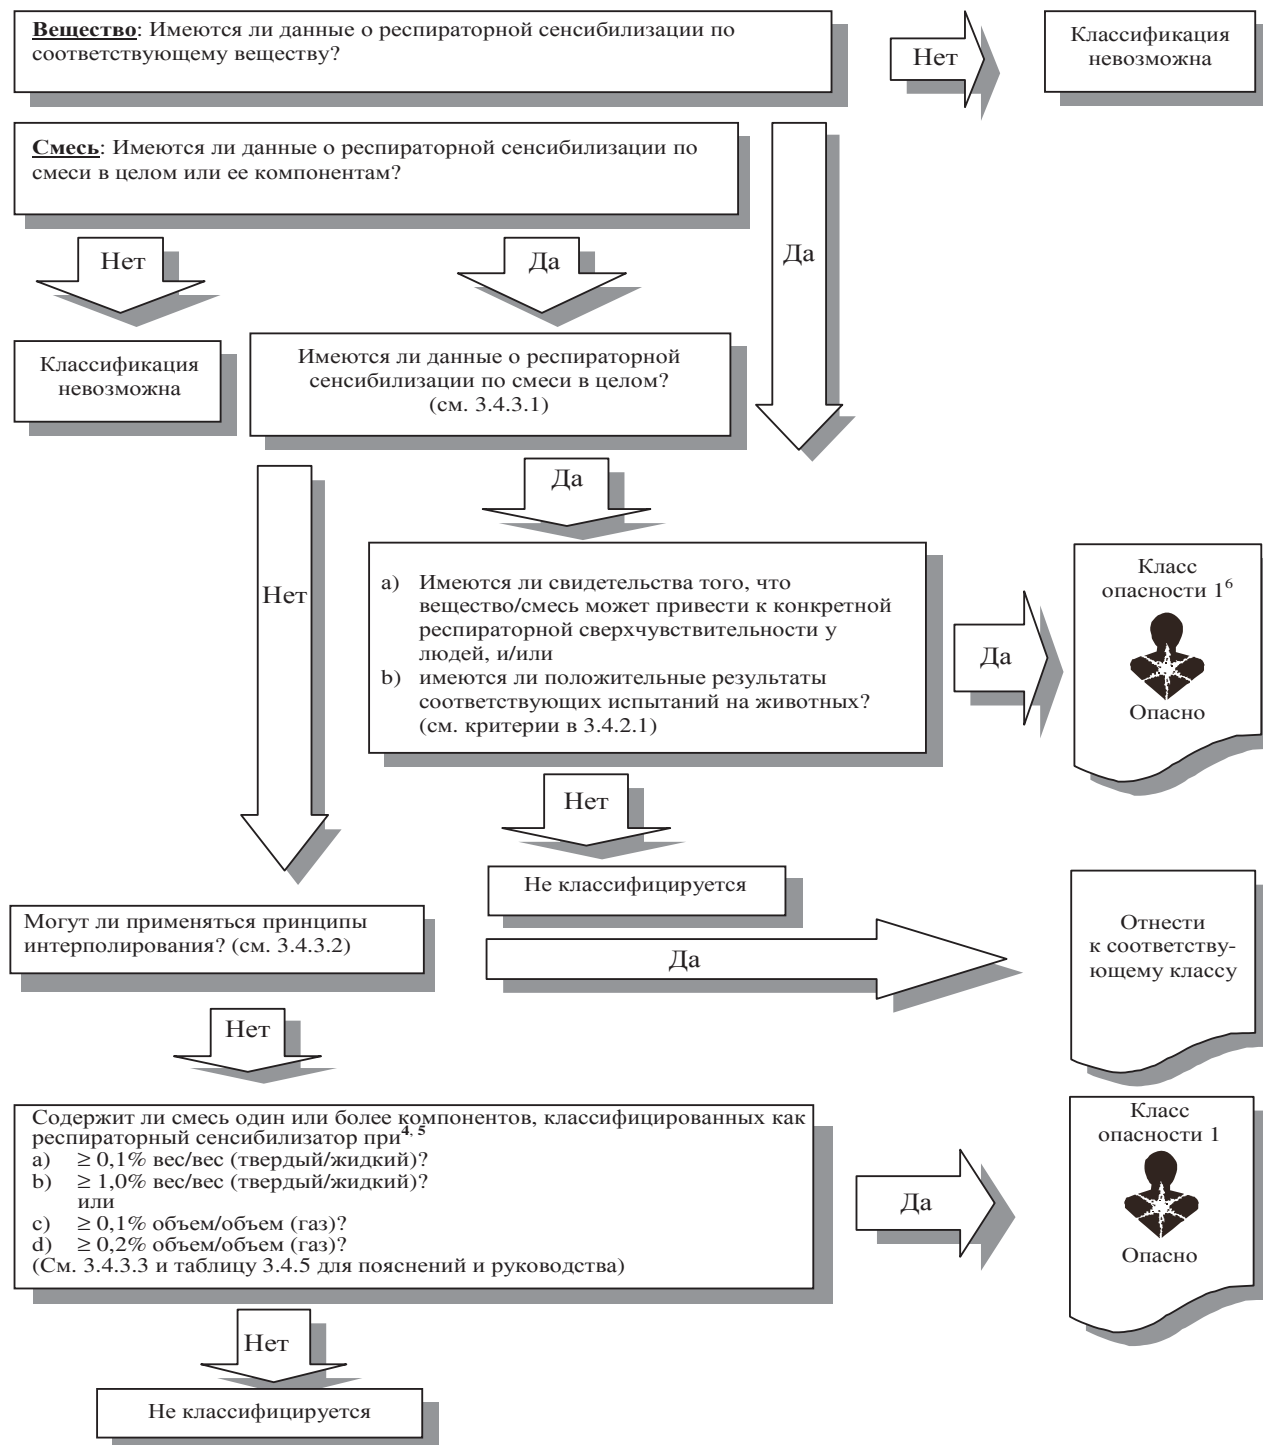 Вещество: Имеются ли данные о респираторной сенсибилизации по
соответствующему веществу?
Нет
Классификация
невозможна
Смесь: Имеются ли данные о респираторной сенсибилизации по
смеси в целом или ее компонентам?
Да
Нет
Да
Классификация
невозможна
Имеются ли данные о респираторной
сенсибилизации по смеси в целом?
(см. 3.4.3.1)
Да
Нет
a) Имеются ли свидетельства того, что
вещество/смесь может привести к конкретной
респираторной сверхчувствительности у
людей, и/или
b) имеются ли положительные результаты
соответствующих испытаний на животных?
(см. критерии в 3.4.2.1)
Да
Класс
опасности 1⁶
Опасно
Нет
Не классифицируется
Могут ли применяться принципы
интерполирования? (см. 3.4.3.2)
Да
Отнести
к соответству-
ющему классу
Нет
Содержит ли смесь один или более компонентов, классифицированных как
респираторный сенсибилизатор при⁴, ⁵
a) ≥ 0,1% вес/вес (твердый/жидкий)?
b) ≥ 1,0% вес/вес (твердый/жидкий)?
или
c) ≥ 0,1% объем/объем (газ)?
d) ≥ 0,2% объем/объем (газ)?
(См. 3.4.3.3 и таблицу 3.4.5 для пояснений и руководства)
Да
Класс
опасности 1
Опасно
Нет
Не классифицируется